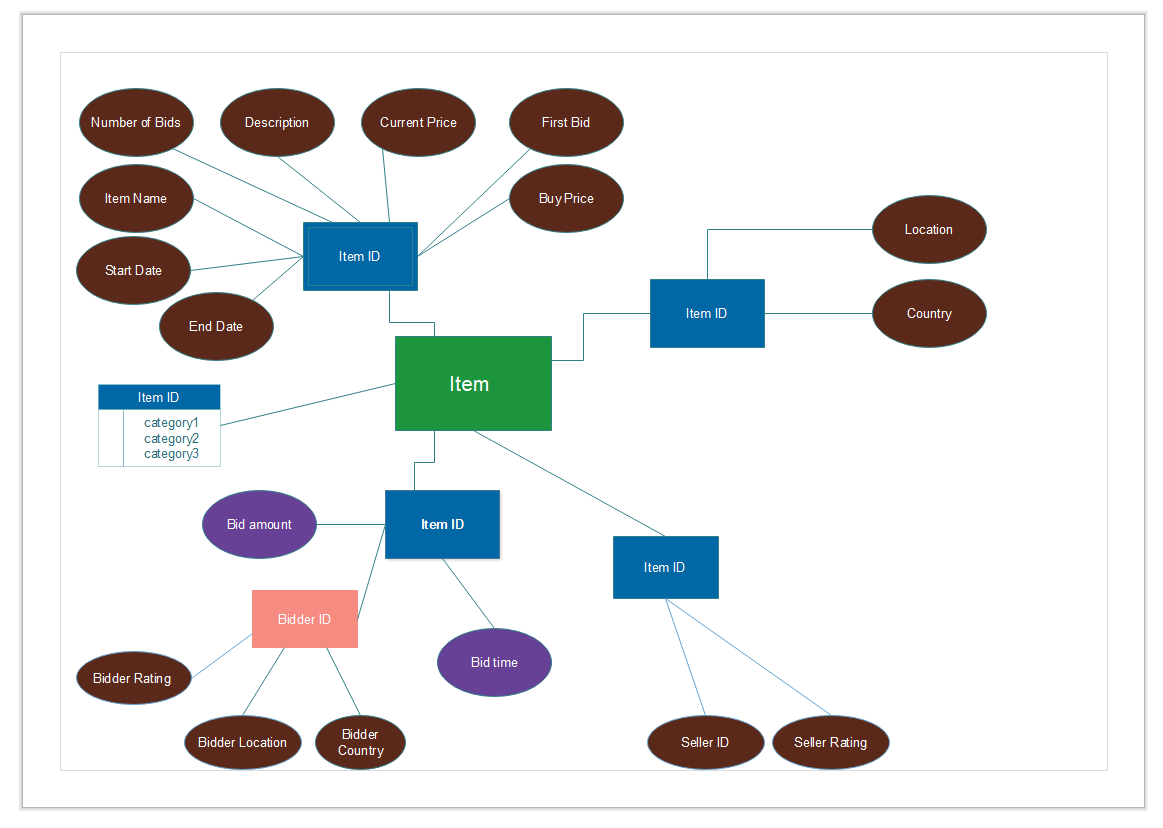 Number of Bids
Description
Current Price
First Bid
Item Name
Buy Price
Location
Item ID
Start Date
End Date
Item ID
Country
Item
Item ID
category1
category2
category3
Bid amount
Item ID
Item ID
Bidder ID
Bid time
Bidder Rating
Bidder Location
Bidder
Country
Seller ID
Seller Rating